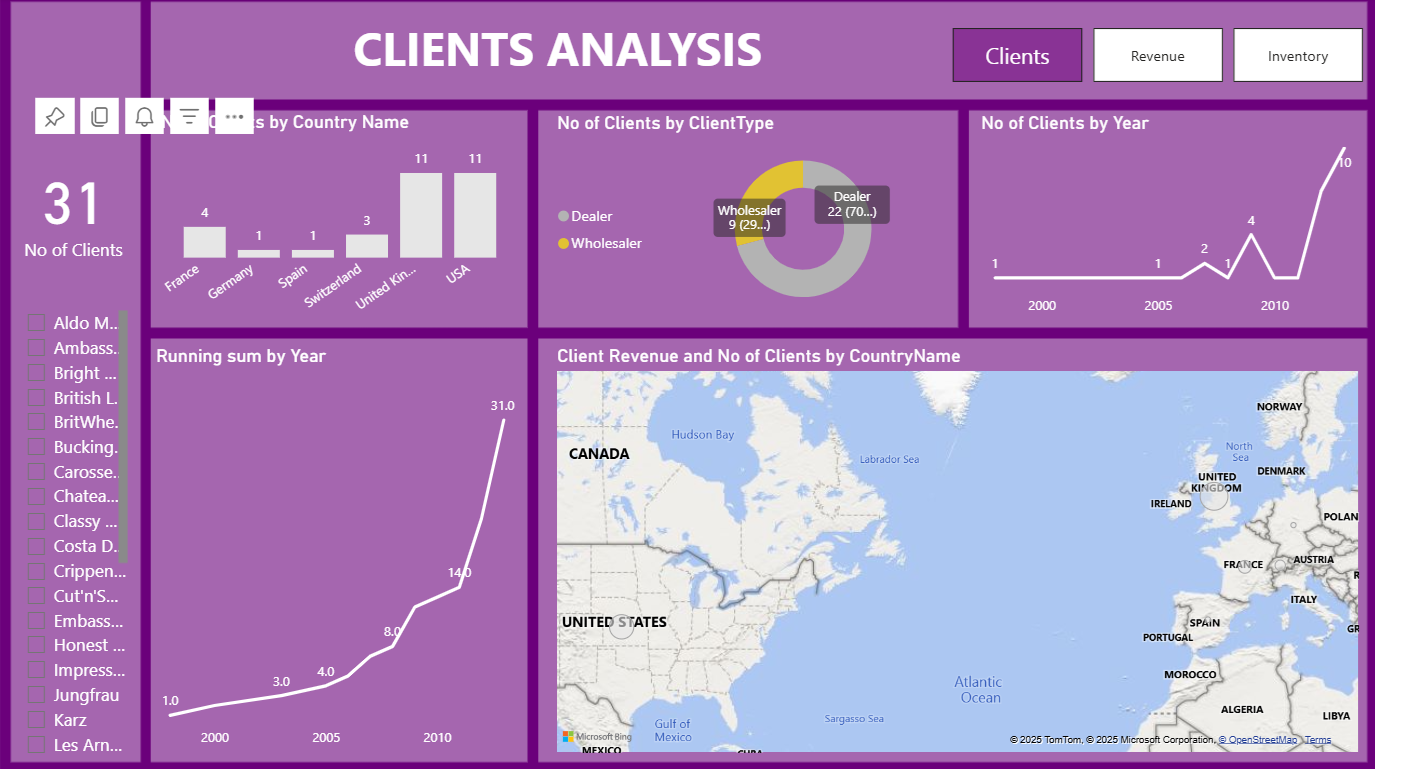 CLIENTS ANALYSIS
Clients
Revenue
Inventory
31
No of Clients
Aldo M...
Ambass...
Bright ...
British L...
BritWhe...
Bucking...
Carosse...
Chatea...
Classy ...
Costa D...
Crippen...
Cut'n'S...
Embass...
Honest ...
Impress...
Jungfrau
Karz
Les Arn...
by Country Name
4
1
1
3
11
11
France
Germany
Spain
Switzerland
United Kin...
USA
No of Clients by ClientType
Dealer
Wholesaler
Wholesaler
9 (29...)
Dealer
22 (70...)
No of Clients by Year
1
1
2
1
4
10
2000
2005
2010
Running sum by Year
1.0
3.0
4.0
8.0
14.0
31.0
2000
2005
2010
Client Revenue and No of Clients by CountryName
CANADA
Hudson Bay
Labrador Sea
NORWAY
North
Sea
DENMARK
UNITED
KINGDOM
IRELAND
POLAN
FRANCE
AUSTRIA
R
ITALY
UNITED STATES
SPAIN
PORTUGAL
GR
MOROCCO
Atlantic
Ocean
ALGERIA
LIBYA
Gulf of
Mexico
Sargasso Sea
Microsoft Bing
MEXICO
CUBA
© 2025 TomTom, © 2025 Microsoft Corporation, © OpenStreetMap Terms